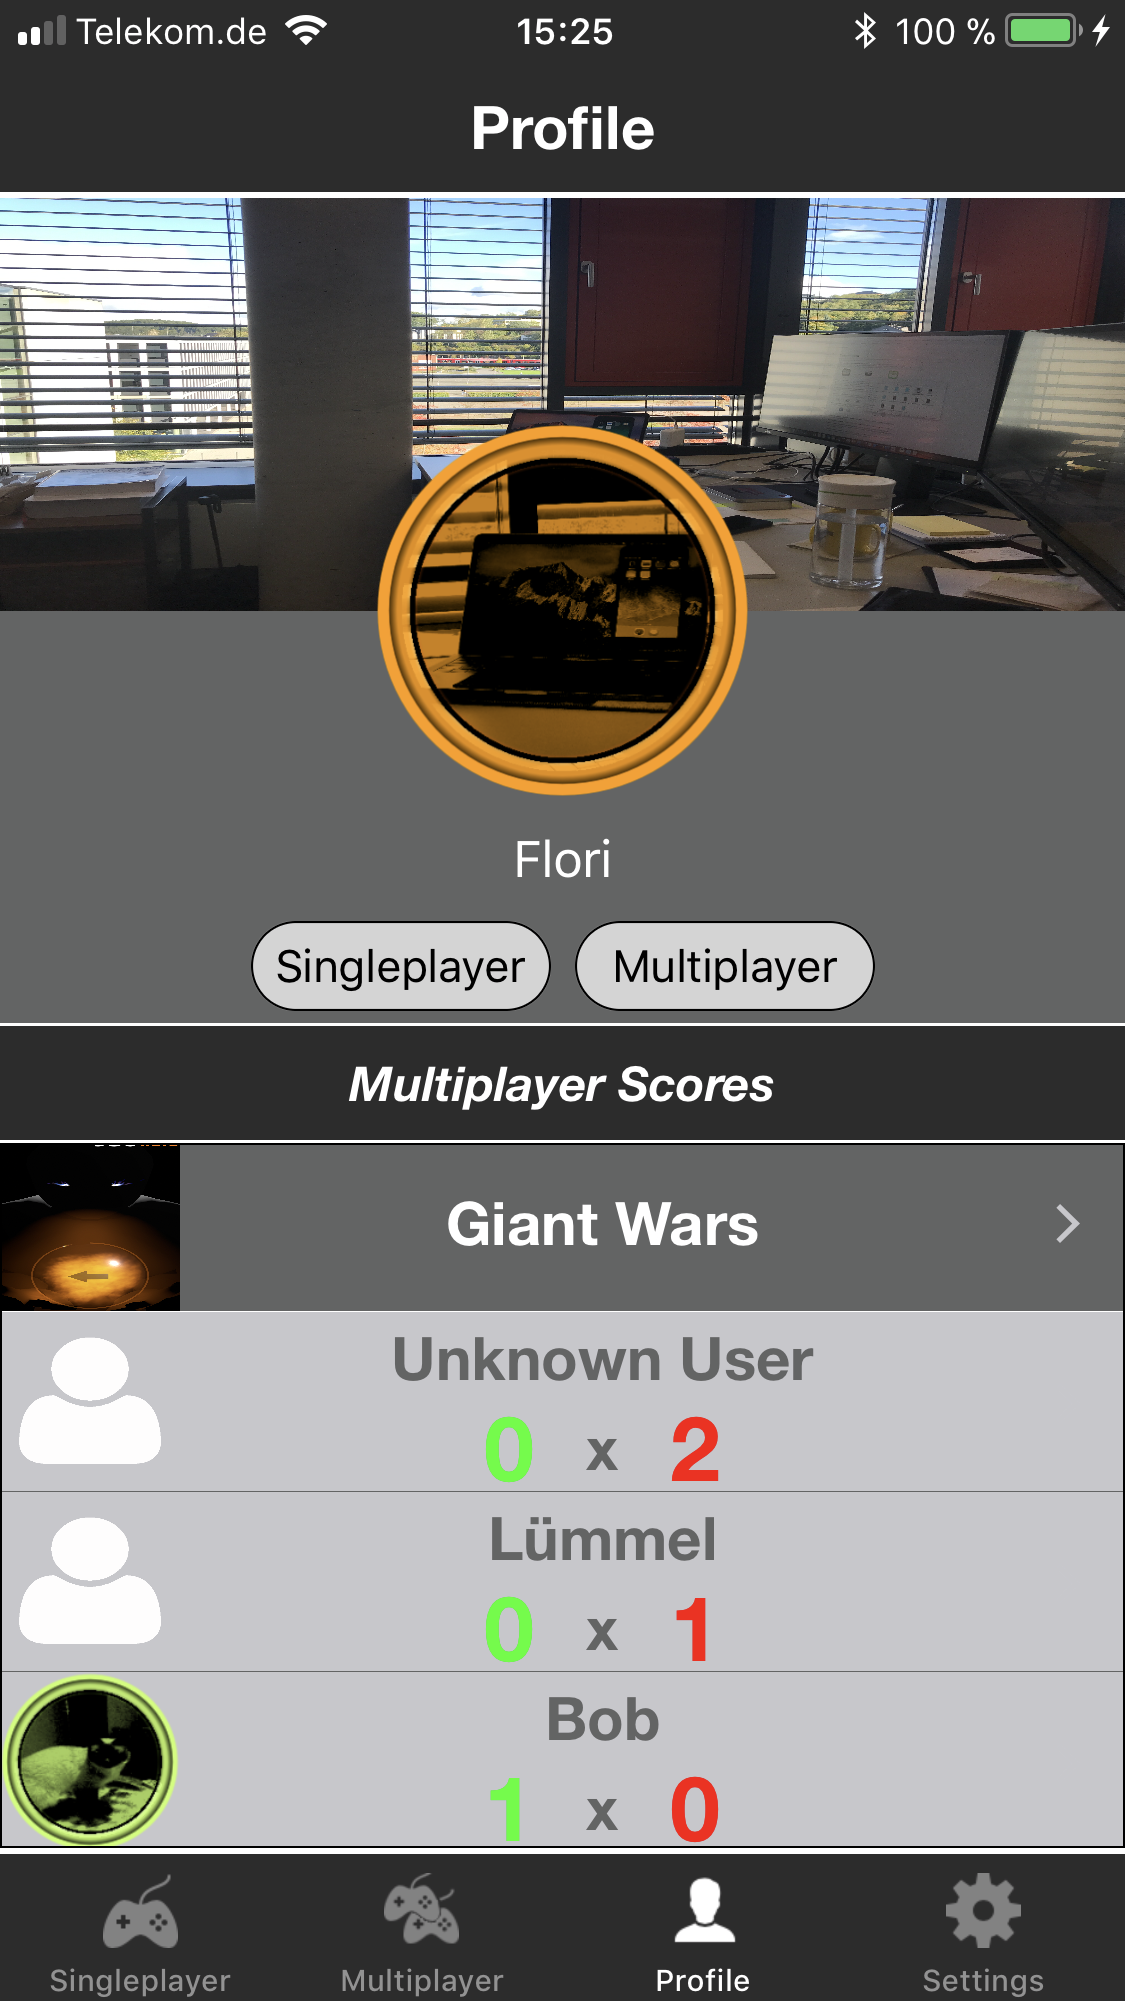 Telekom.de 15:25 100 %
Profile
Flori
Singleplayer Multiplayer
Multiplayer Scores
Giant Wars
Unknown User
0 x 2
Lümmel
0 x 1
Bob
1 x 0
Singleplayer Multiplayer Profile Settings